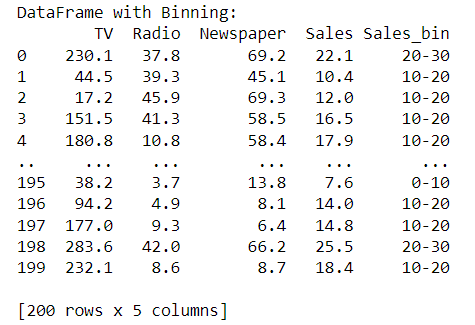 DataFrame with Binning:
TV Radio Newspaper Sales Sales_bin
0 230.1 37.8 69.2 22.1 20-30
1 44.5 39.3 45.1 10.4 10-20
2 17.2 45.9 69.3 12.0 10-20
3 151.5 41.3 58.5 16.5 10-20
4 180.8 10.8 58.4 17.9 10-20
.. ... ... ... ... ...
195 38.2 3.7 13.8 7.6 0-10
196 94.2 4.9 8.1 14.0 10-20
197 177.0 9.3 6.4 14.8 10-20
198 283.6 42.0 66.2 25.5 20-30
199 232.1 8.6 8.7 18.4 10-20
[200 rows x 5 columns]